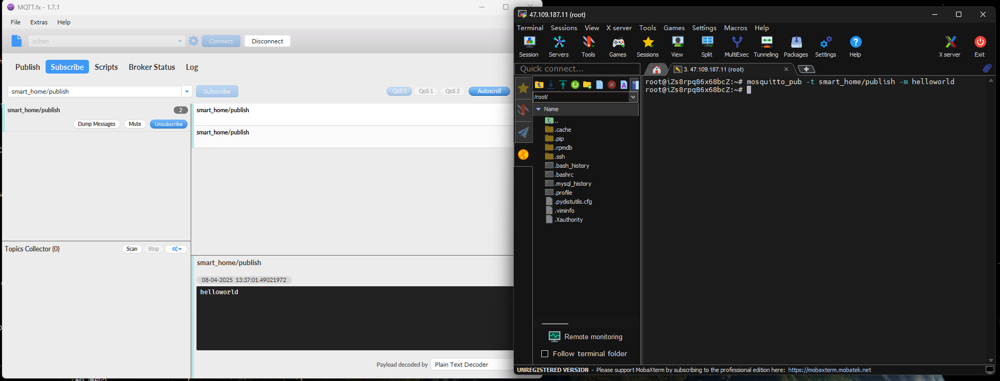 MQTT.fx - 1.7.1
File Extras Help
xchen Connect Disconnect
Publish Subscribe Scripts Broker Status Log
smart_home/publish Subscribe QoS 0 QoS 1 QoS 2 Autoscroll
smart_home/publish 2
Dump Messages Mute Unsubscribe
smart_home/publish
smart_home/publish
Topics Collector (0) Scan Stop
smart_home/publish
08-04-2025 13:37:01.49021972
helloworld
Payload decoded by Plain Text Decoder
47.109.187.11 (root)
Terminal Sessions View X server Tools Games Settings Macros Help
Session Servers Tools Games Sessions View Split MultiExec Tunneling Packages Settings Help X server Exit
Quick connect...
3. 47.109.187.11 (root)
/root/
Name
..
.cache
.pip
.rpmdb
.ssh
.bash_history
.bashrc
.mysql_history
.profile
.pydistutils.cfg
.viminfo
.Xauthority
Remote monitoring
Follow terminal folder
root@iZs8rpq86x68bcZ:~# mosquitto_pub -t smart_home/publish -m helloworld
root@iZs8rpq86x68bcZ:~#
UNREGISTERED VERSION - Please support MobaXterm by subscribing to the professional edition here: https://mobaxterm.mobatek.net